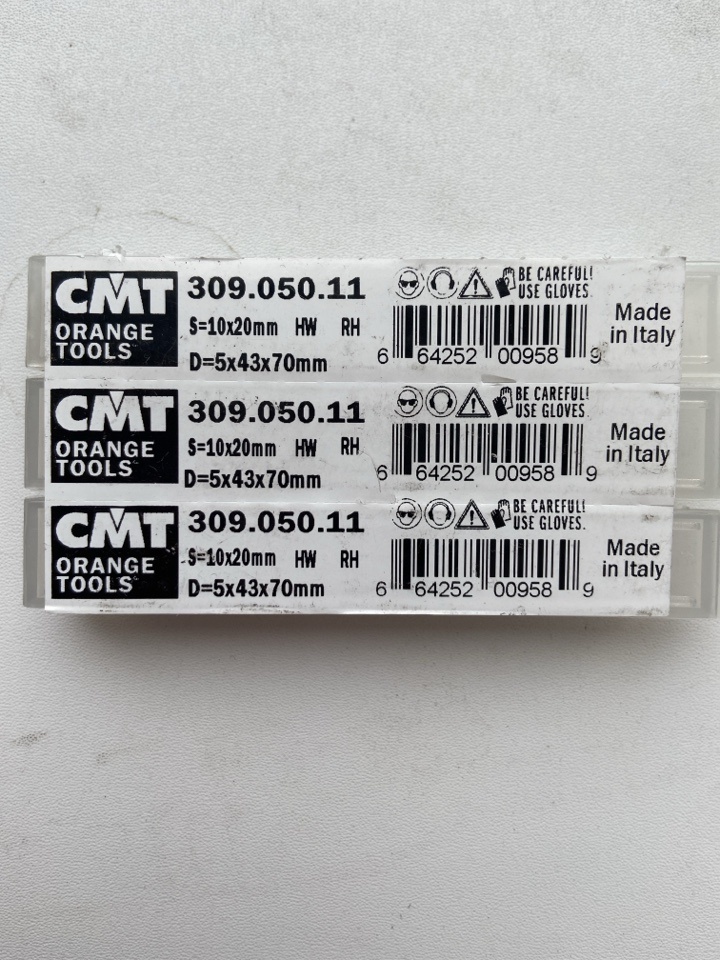 CMT
ORANGE
TOOLS
309.050.11
S=10x20mm HW RH
D=5x43x70mm
BE CAREFUL!
USE GLOVES.
6 64252 00958 9
Made
in Italy
CMT
ORANGE
TOOLS
309.050.11
S=10x20mm HW RH
D=5x43x70mm
BE CAREFUL!
USE GLOVES.
6 64252 00958 9
Made
in Italy
CMT
ORANGE
TOOLS
309.050.11
S=10x20mm HW RH
D=5x43x70mm
BE CAREFUL!
USE GLOVES.
6 64252 00958 9
Made
in Italy